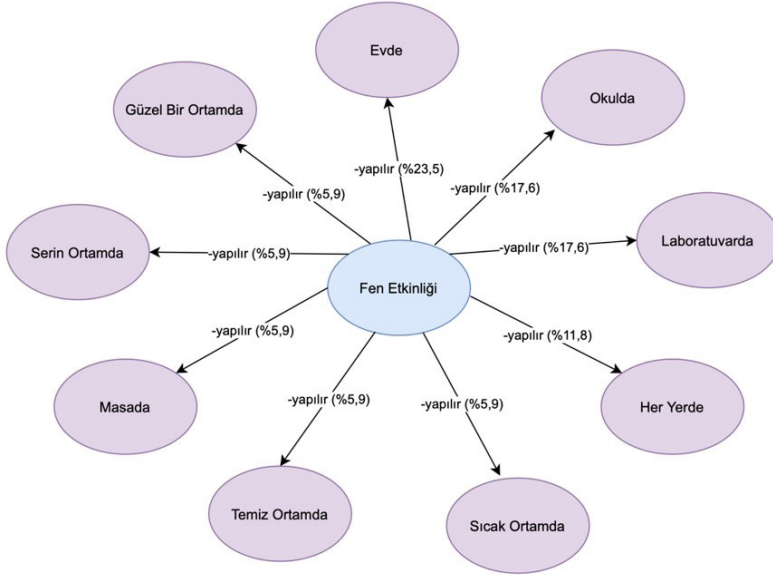 Evde
Okulda
Güzel Bir Ortamda
-yapılır (%23,5)
-yapılır (%17,6)
-yapılır (%5,9)
Laboratuvarda
-yapılır (%17,6)
Serin Ortamda
-yapılır (%5,9)
Fen Etkinliği
-yapılır (%5,9)
-yapılır (%11,8)
Masada
-yapılır (%5,9)
-yapılır (%5,9)
Her Yerde
Temiz Ortamda
Sıcak Ortamda